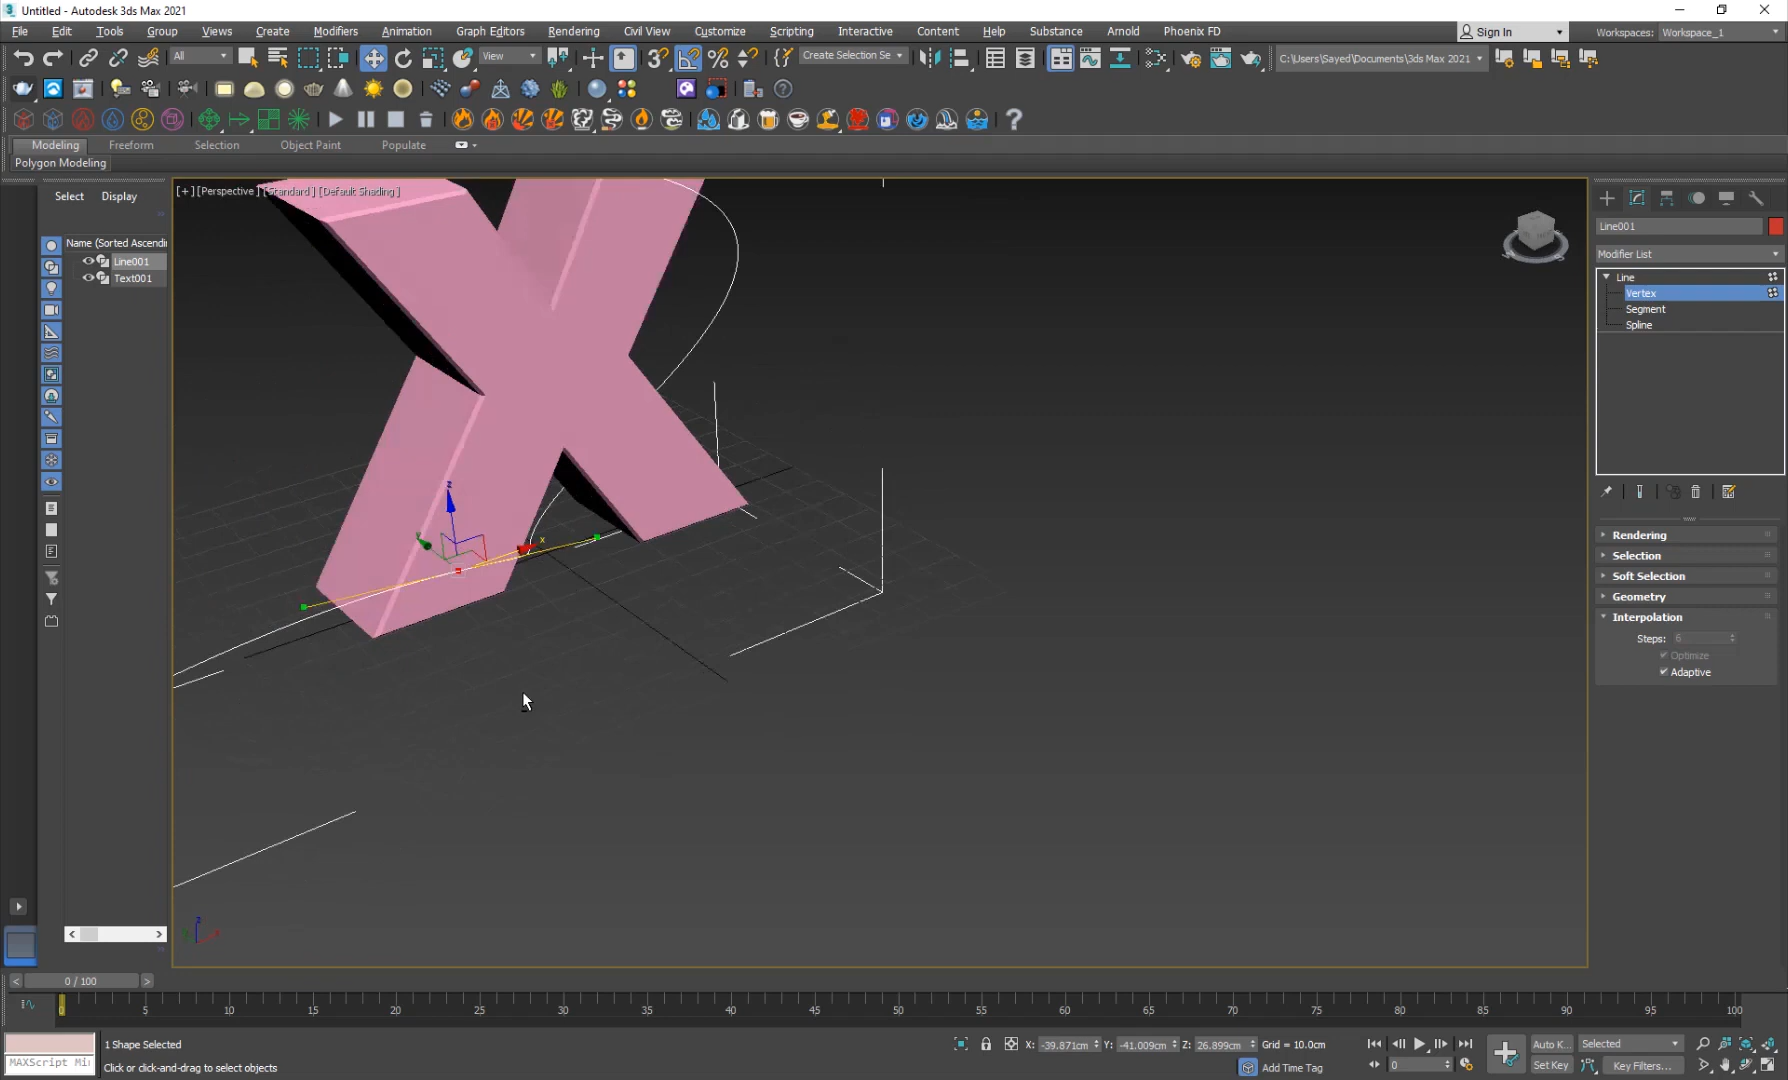 Untitled - Autodesk 3ds Max 2021
File Edit Tools Group Views Create Modifiers Animation Graph Editors Rendering Civil View Customize Scripting Interactive Content Help Substance Arnold Phoenix FD Sign In Workspaces: Workspace_1
All View Create Selection Se C:\Users\Sayed\Documents\3ds Max 2021
Modeling Freeform Selection Object Paint Populate
Polygon Modeling
Select Display
[+] [Perspective] [Standard] [Default Shading]
Line001
Name (Sorted Ascendin
Modifier List
Line001
Text001
Line
Vertex
Segment
Spline
z
x
Rendering
Selection
Soft Selection
Geometry
Interpolation
Steps: 6
Optimize
Adaptive
0 / 100
0 5 10 15 20 25 30 35 40 45 50 55 60 65 70 75 80 85 90 95 100
1 Shape Selected X: -39.871cm Y: -41.009cm Z: 26.899cm Grid = 10.0cm Auto K... Selected
MAXScript Mi Click or click-and-drag to select objects Add Time Tag 0 Set Key Key Filters...